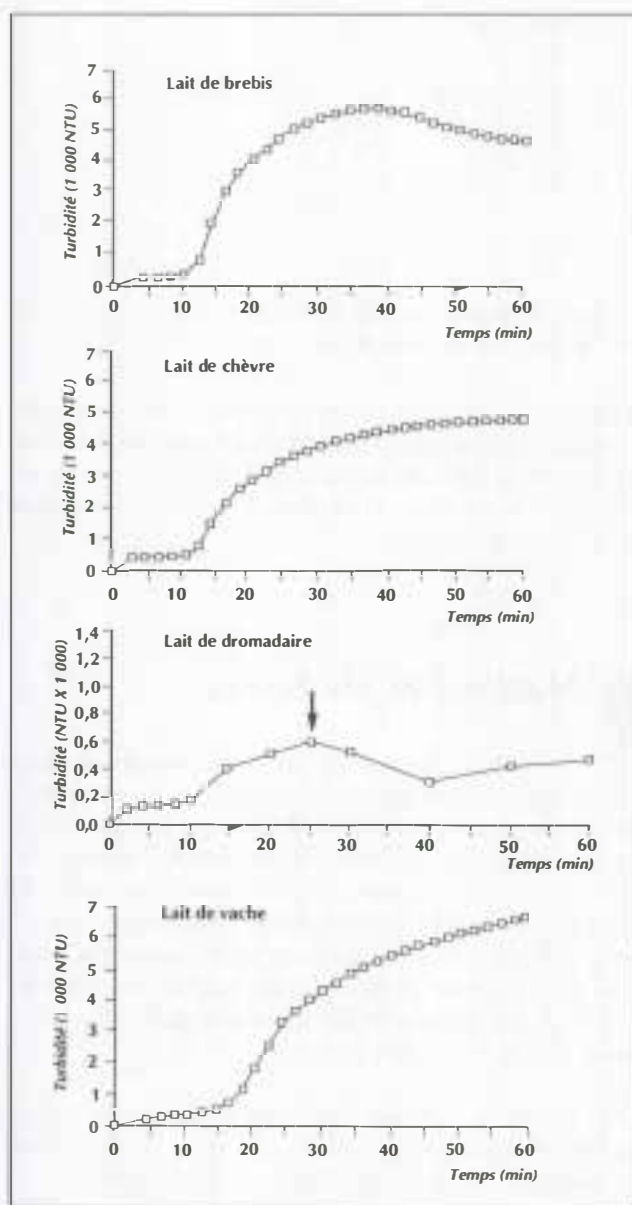 Lait de brebis
Turbidité (1 000 NTU)
7
6
5
4
3
2
1
0
0 10 20 30 40 50 60
Temps (min)
Lait de chèvre
Turbidité (1 000 NTU)
7
6
5
4
3
2
1
0
0 10 20 30 40 50 60
Temps (min)
Lait de dromadaire
Turbidité (NTU X 1 000)
1,4
1,2
1,0
0,8
0,6
0,4
0,2
0,0
0 10 20 30 40 50 60
Temps (min)
Lait de vache
Turbidité (1 000 NTU)
7
6
5
4
3
2
1
0
0 10 20 30 40 50 60
Temps (min)